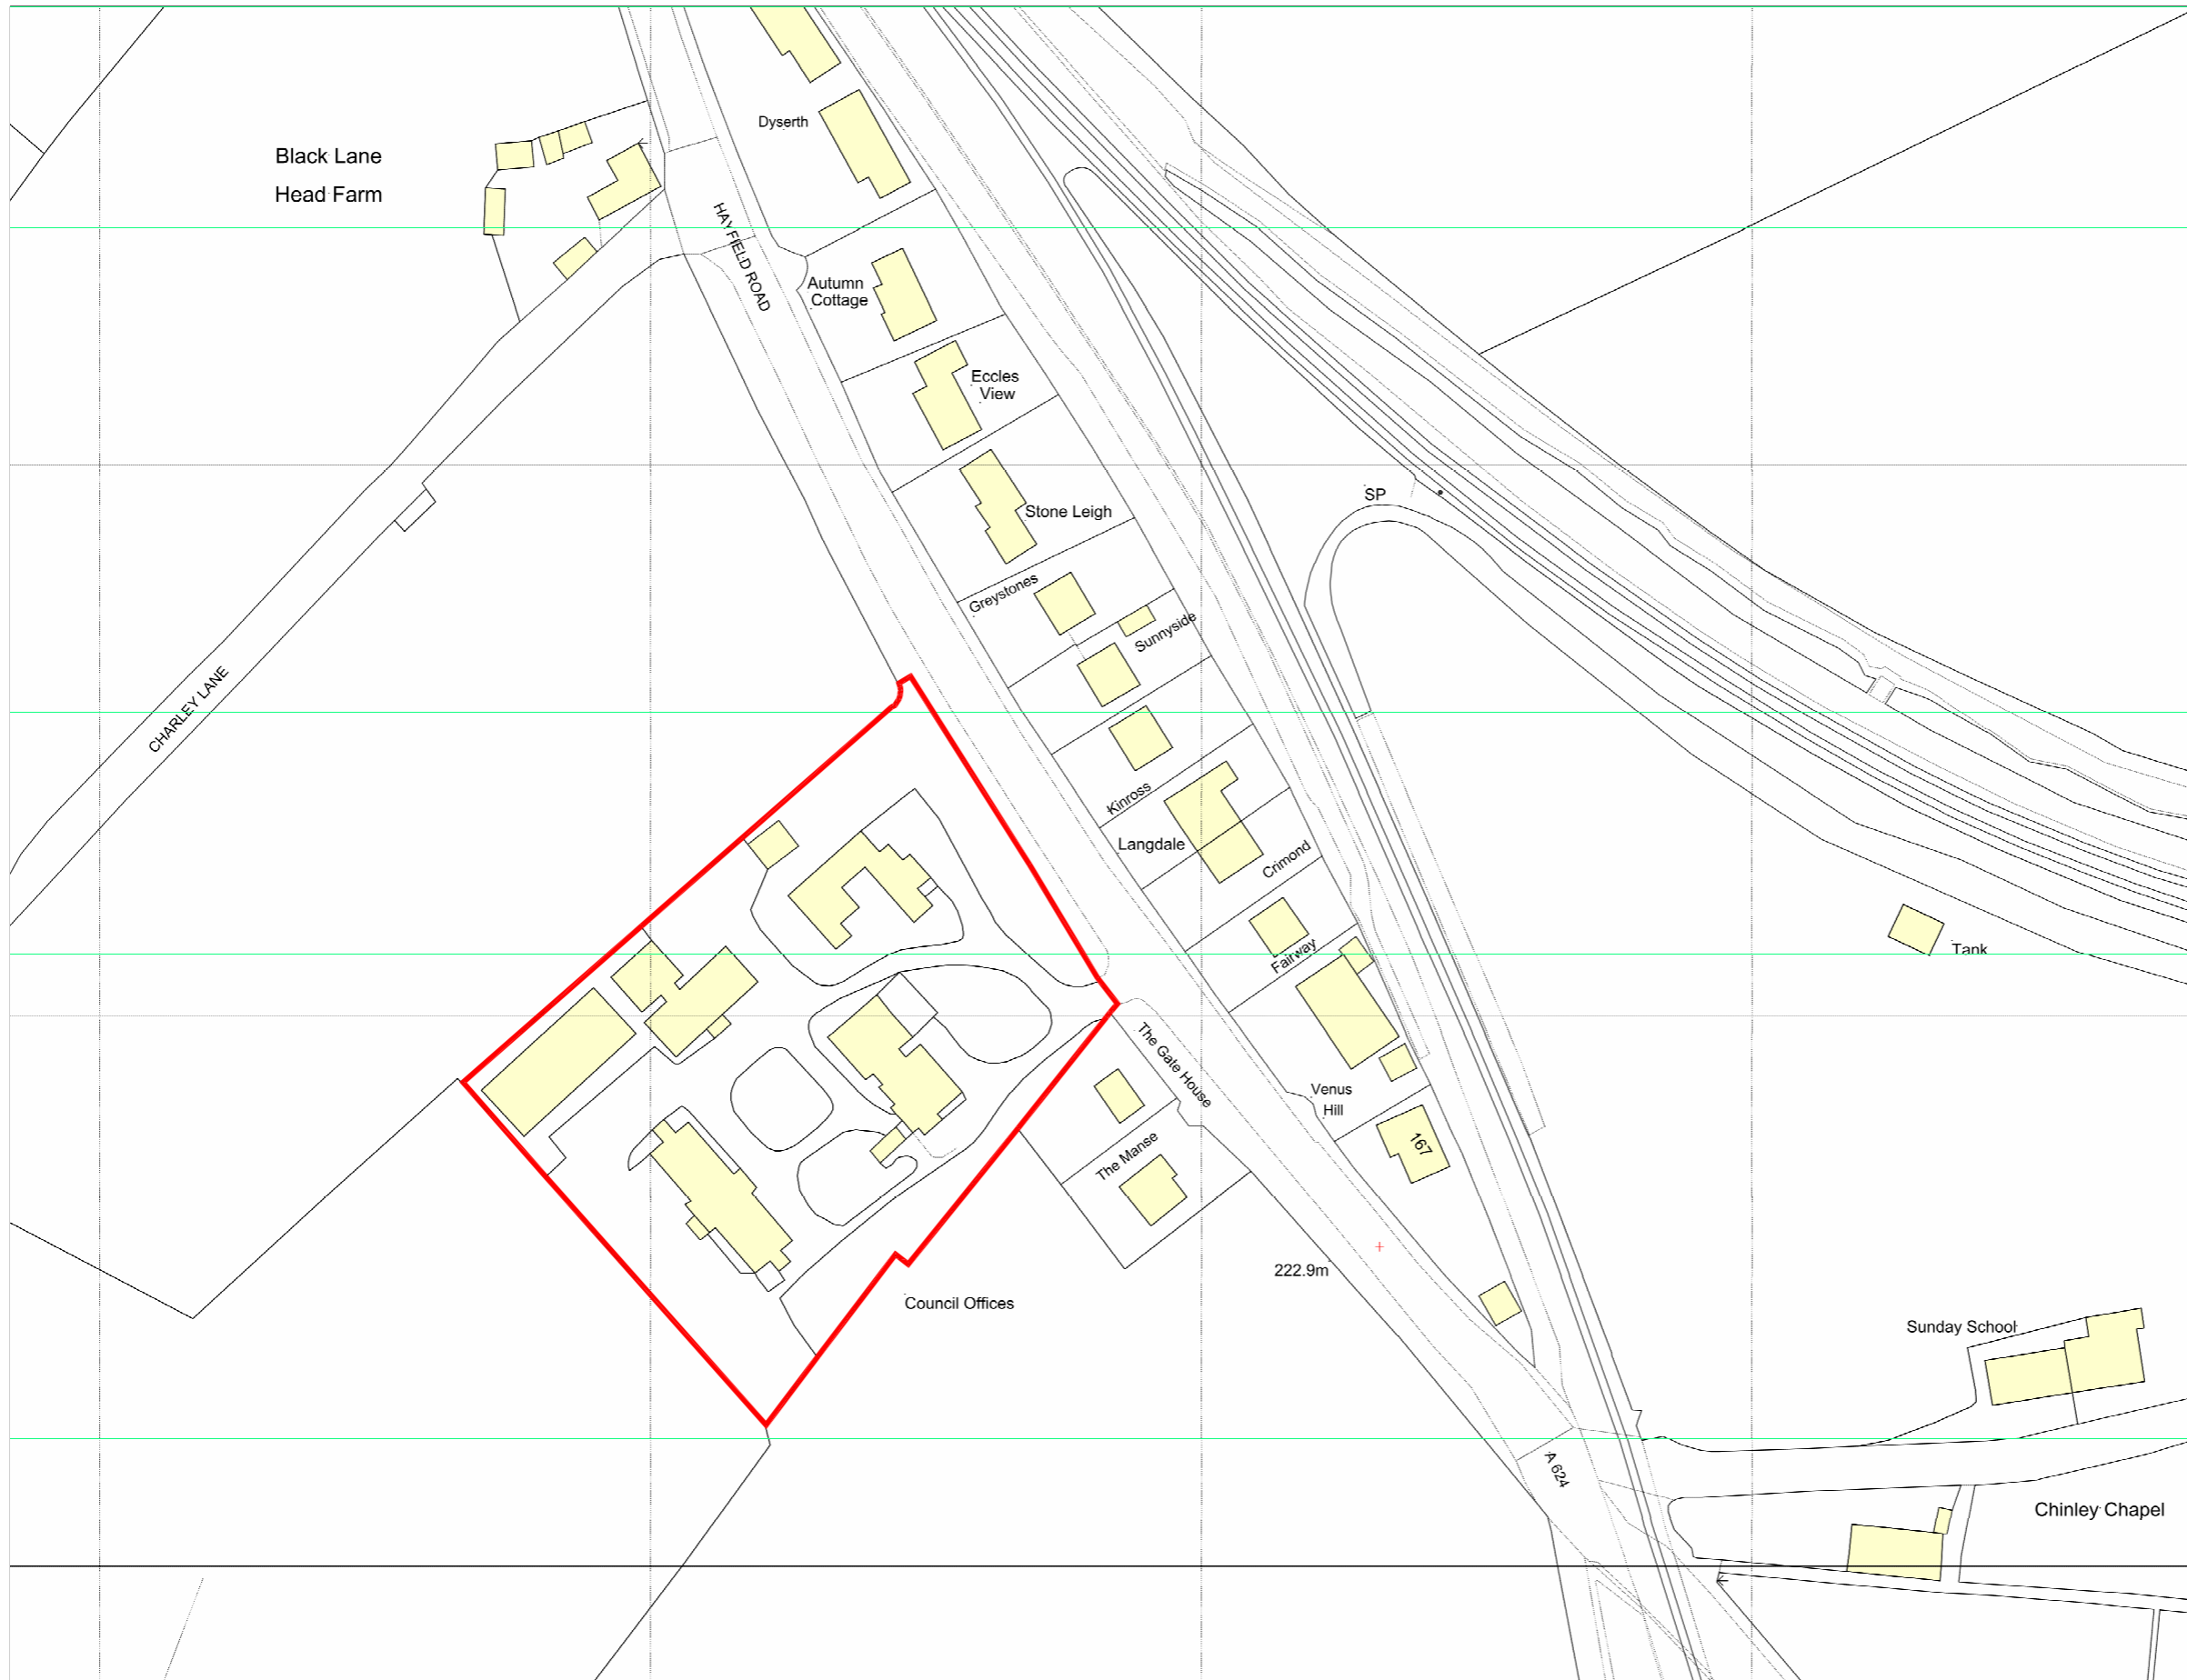 Dyserth
Black Lane
Head Farm
HAYFIELD ROAD
Autumn
Cottage
Eccles
View
SP
Stone Leigh
Greystones
Sunnyside
CHARLEY LANE
Kinross
Langdale
Crimond
Fairway
Tank
The Gate House
Venus
Hill
167
The Manse
222.9m
Council Offices
Sunday School
A 624
Chinley Chapel